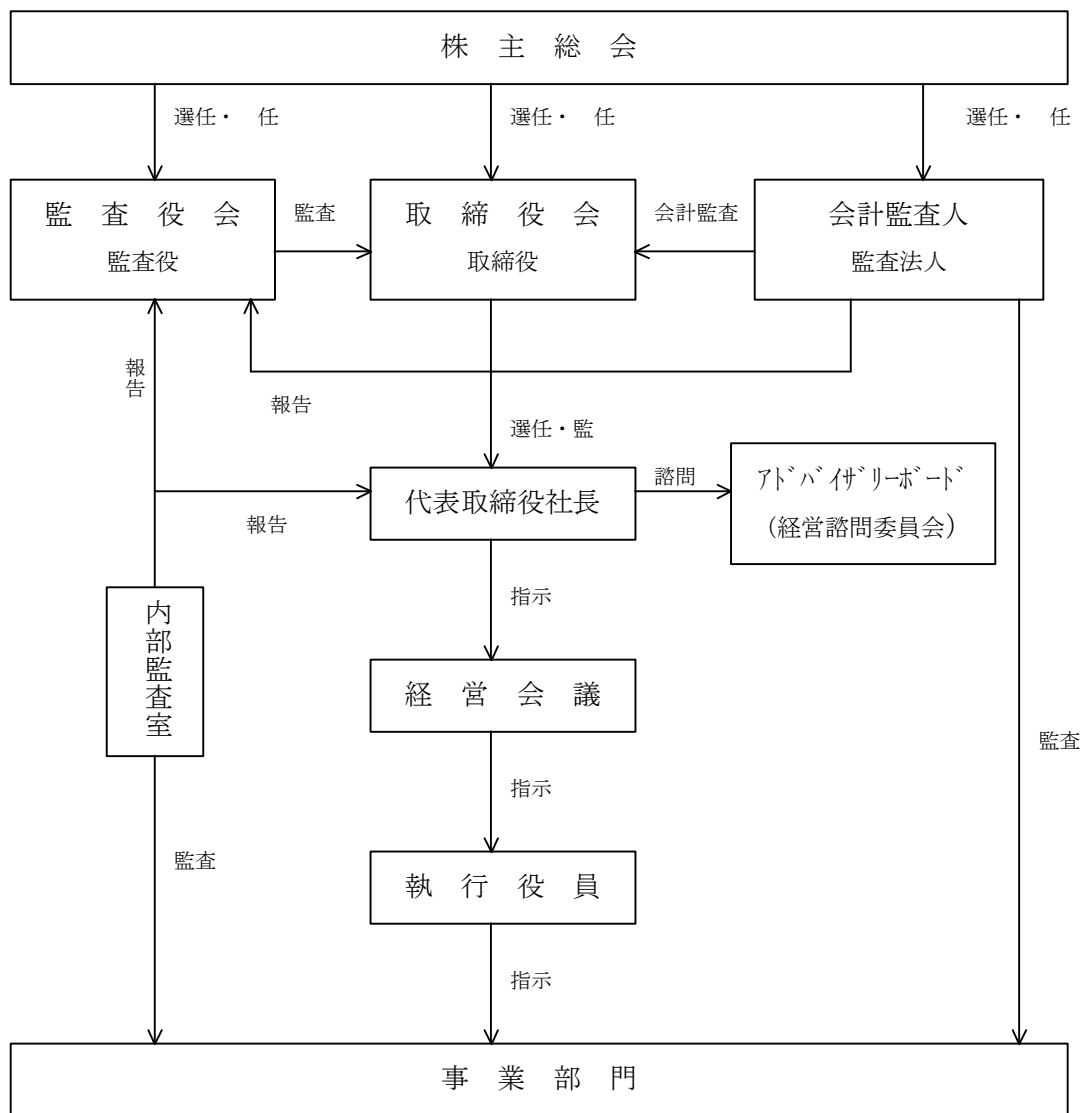 株主総会
選任・　任
選任・　任
選任・　任
監査役会
監査役
監査
取締役会
取締役
会計監査
会計監査人
監査法人
報告
報告
選任・監
代表取締役社長
諮問
ｱﾄﾞﾊﾞｲｻﾞﾘｰﾎﾞｰﾄﾞ
（経営諮問委員会）
報告
指示
内部監査室
経営会議
監査
指示
監査
執行役員
指示
事業部門